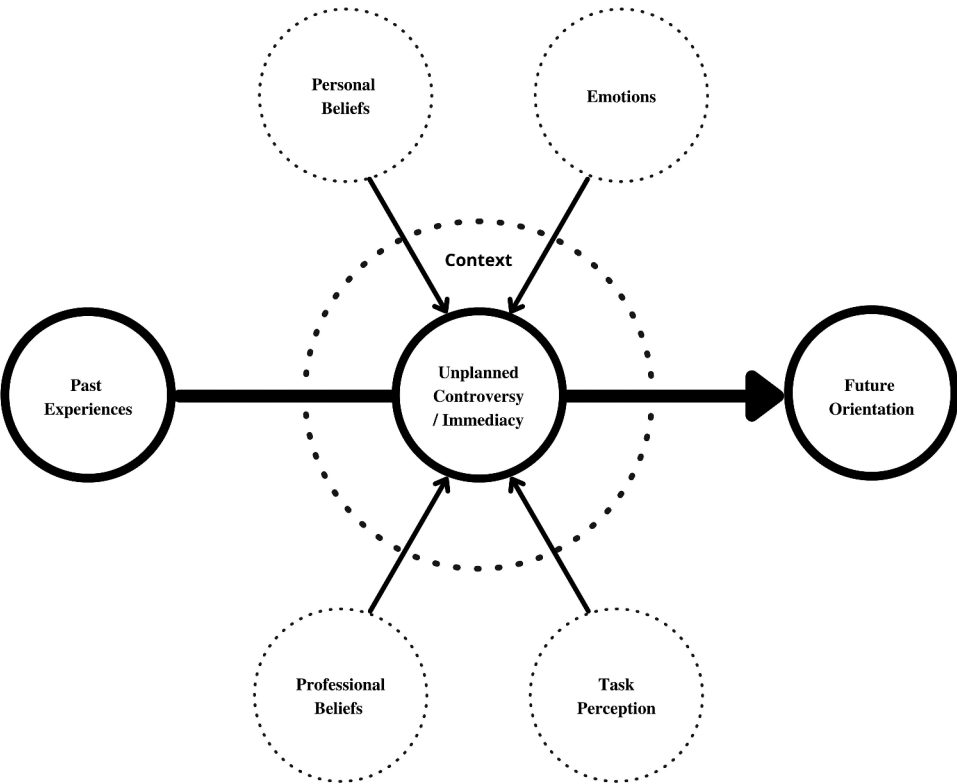 Personal
Beliefs
Emotions
Context
Past
Experiences
Unplanned
Controversy
/ Immediacy
Future
Orientation
Professional
Beliefs
Task
Perception